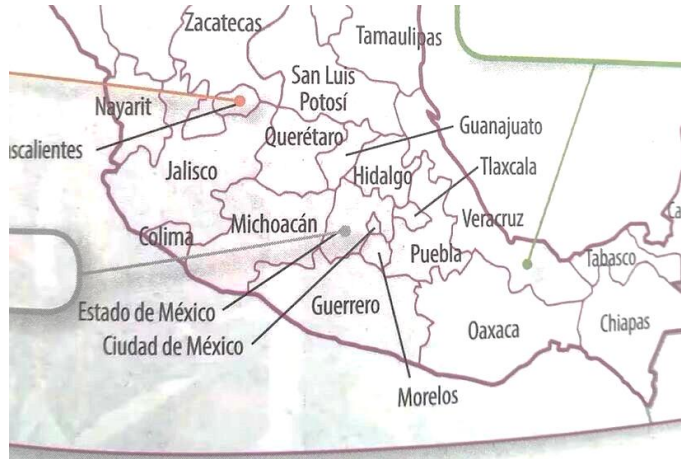 Zacatecas
Tamaulipas
San Luis
Potosí
Nayarit
Guanajuato
Querétaro
ascalientes
Tlaxcala
Jalisco
Hidalgo
Michoacán
Veracruz
Colima
Puebla
Tabasco
Estado de México
Guerrero
Ciudad de México
Oaxaca
Chiapas
Morelos